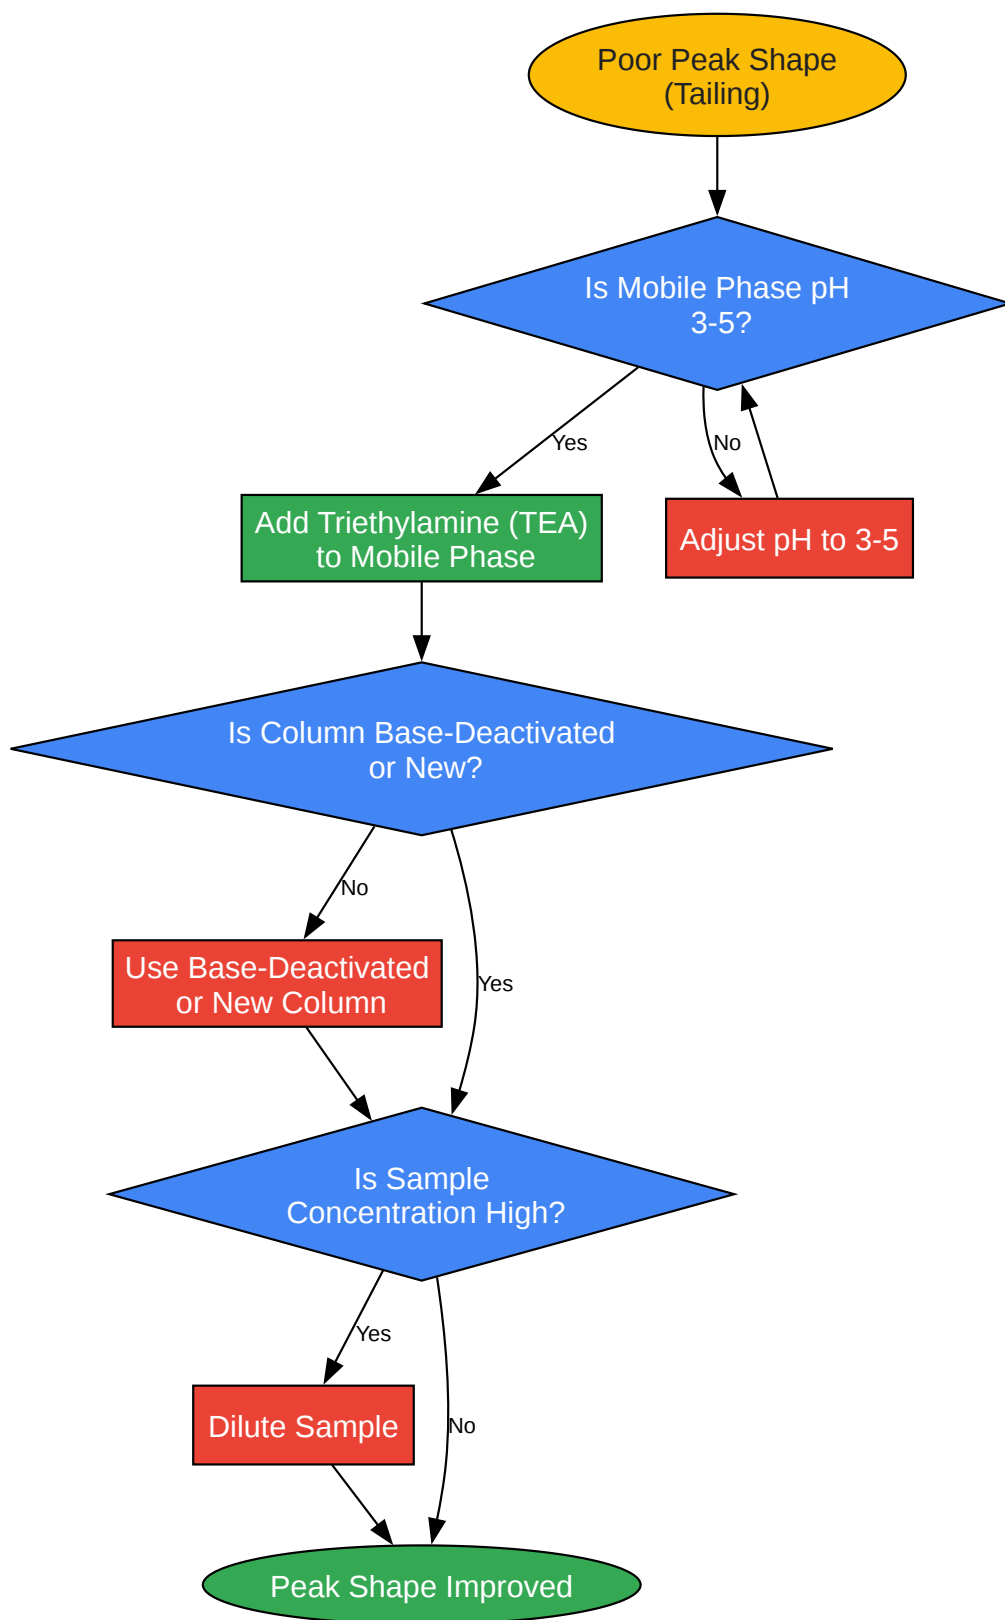 Poor Peak Shape
(Tailing)
Is Mobile Phase pH
3-5?
Yes
No
Add Triethylamine (TEA)
to Mobile Phase
Adjust pH to 3-5
Is Column Base-Deactivated
or New?
No
Use Base-Deactivated
or New Column
Yes
Is Sample
Concentration High?
Yes
Dilute Sample
No
Peak Shape Improved